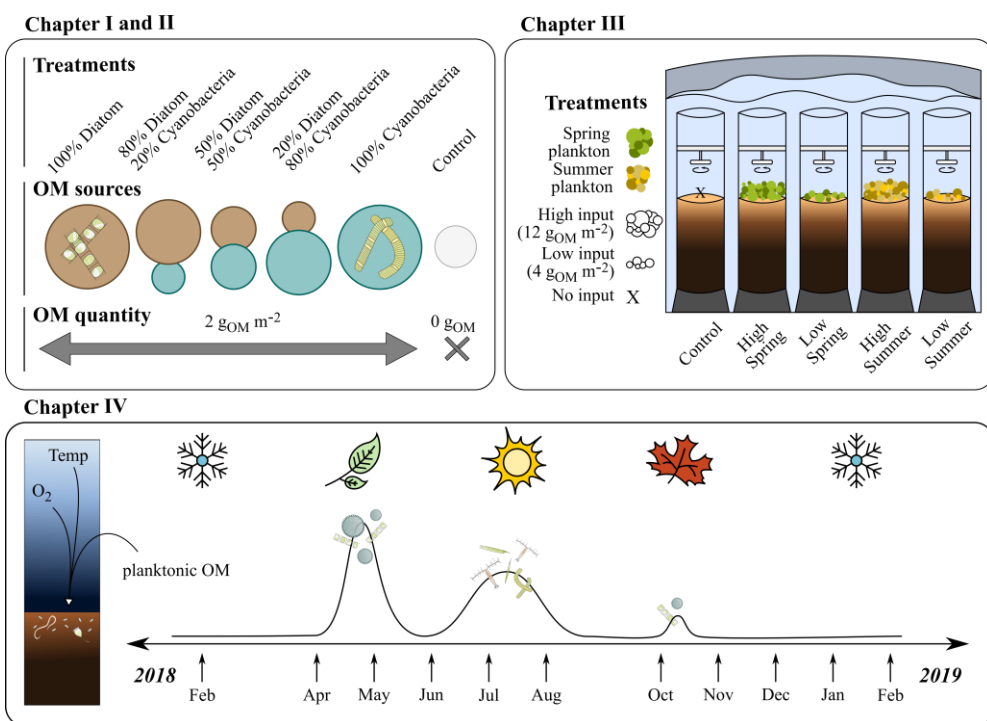 Chapter I and II
Treatments
100% Diatom
80% Diatom
20% Cyanobacteria
50% Diatom
50% Cyanobacteria
20% Diatom
80% Cyanobacteria
100% Cyanobacteria
Control
OM sources
OM quantity
2 gOM m-2
0 gOM
Chapter III
Treatments
Spring
plankton
Summer
plankton
High input
(12 gOM m-2)
Low input
(4 gOM m-2)
No input X
X
Control
High
Spring
Low
Spring
High
Summer
Low
Summer
Chapter IV
Temp
O2
planktonic OM
2018
2019
Feb
Apr
May
Jun
Jul
Aug
Oct
Nov
Dec
Jan
Feb